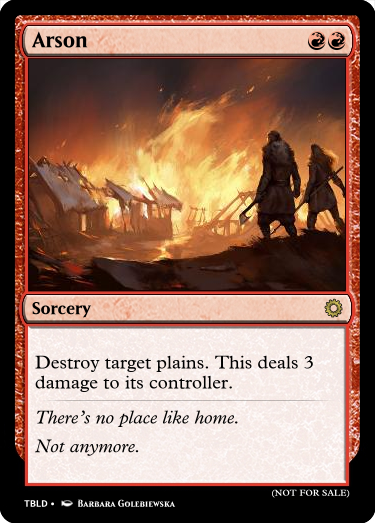 Arson
Sorcery
Destroy target plains. This deals 3
damage to its controller.
There's no place like home.
Not anymore.
(NOT FOR SALE)
TBLD • Barbara Golebiewska